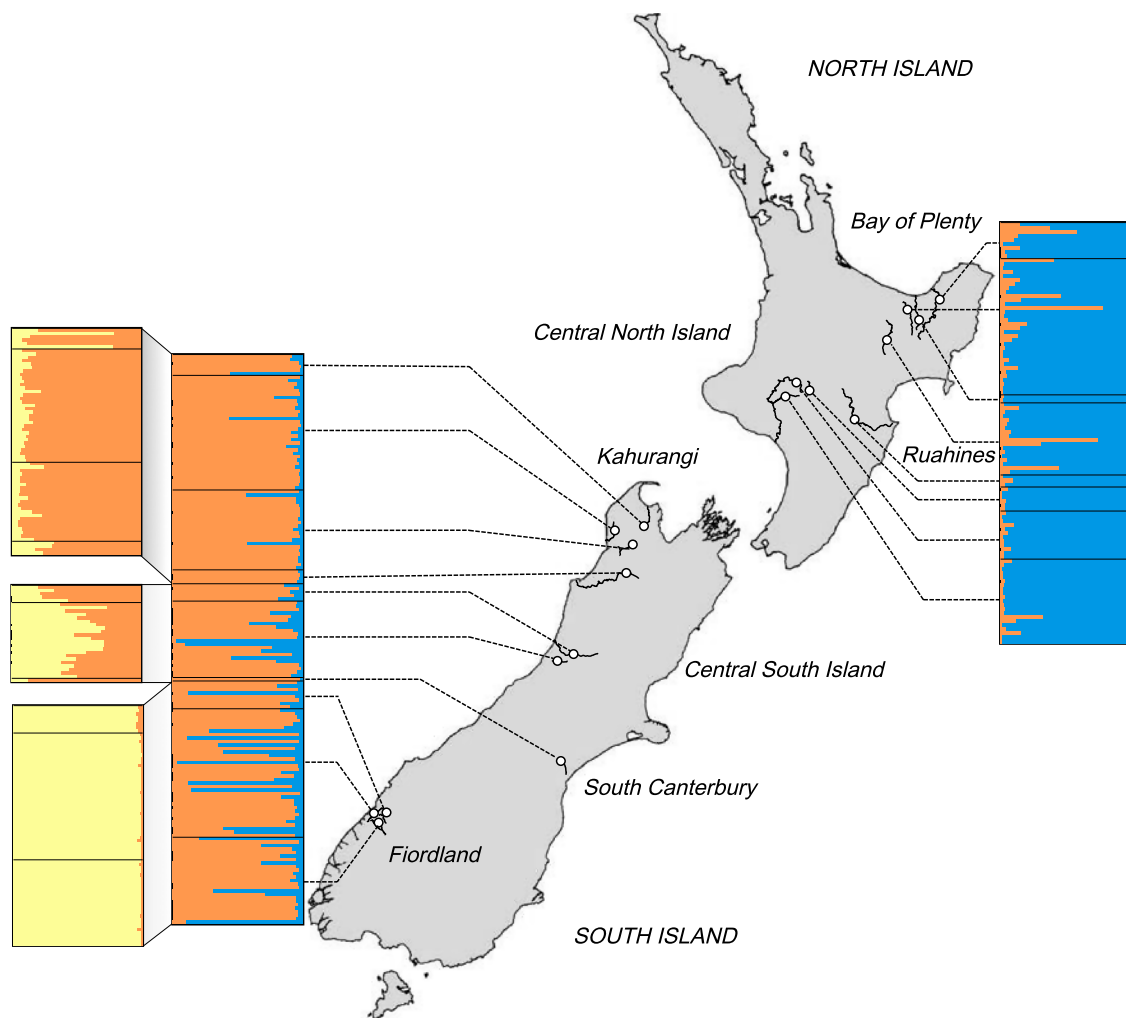 NORTH ISLAND
Bay of Plenty
Central North Island
Ruahines
Kahurangi
Central South Island
South Canterbury
Fiordland
SOUTH ISLAND